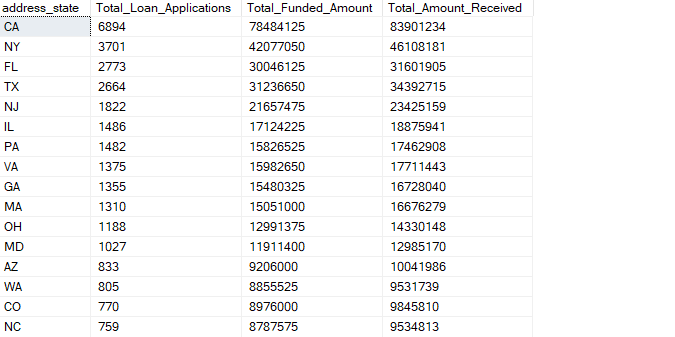 address_state Total_Loan_Applications Total_Funded_Amount Total_Amount_Received
CA 6894 78484125 83901234
NY 3701 42077050 46108181
FL 2773 30046125 31601905
TX 2664 31236650 34392715
NJ 1822 21657475 23425159
IL 1486 17124225 18875941
PA 1482 15826525 17462908
VA 1375 15982650 17711443
GA 1355 15480325 16728040
MA 1310 15051000 16676279
OH 1188 12991375 14330148
MD 1027 11911400 12985170
AZ 833 9206000 10041986
WA 805 8855525 9531739
CO 770 8976000 9845810
NC 759 8787575 9534813